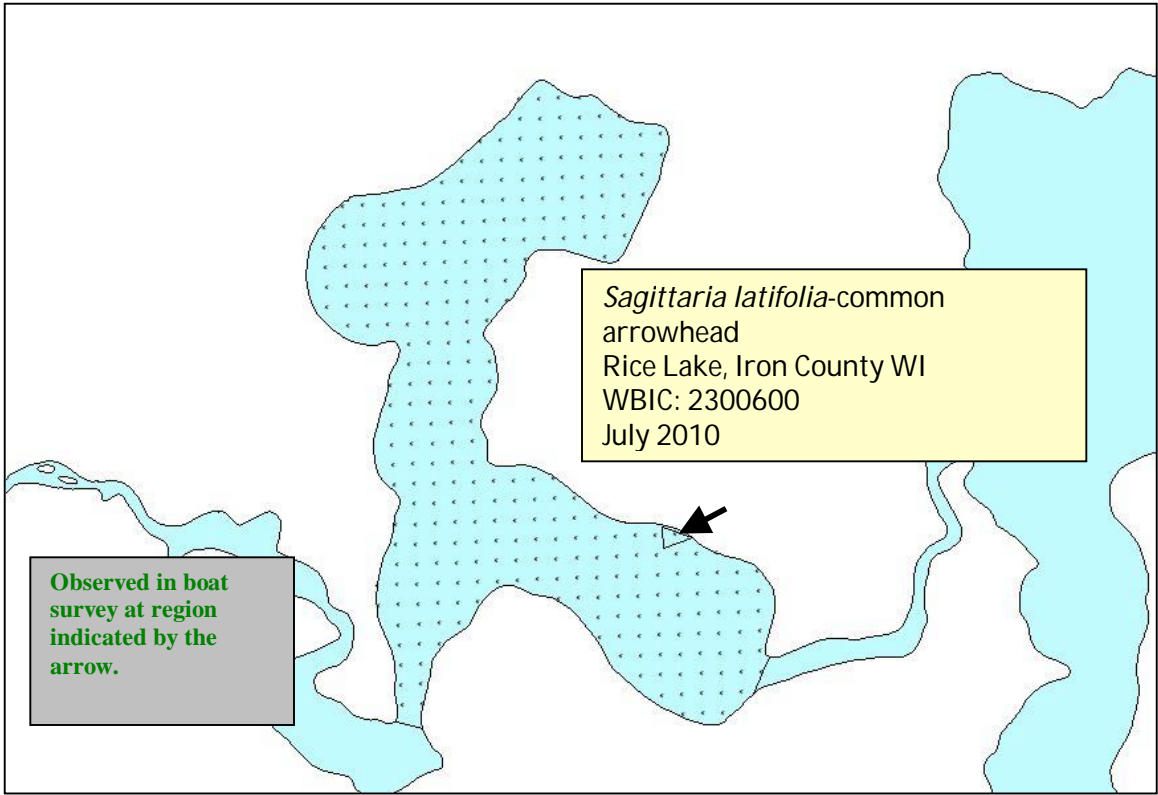 Sagittaria latifolia-common
arrowhead
Rice Lake, Iron County WI
WBIC: 2300600
July 2010
Observed in boat
survey at region
indicated by the
arrow.